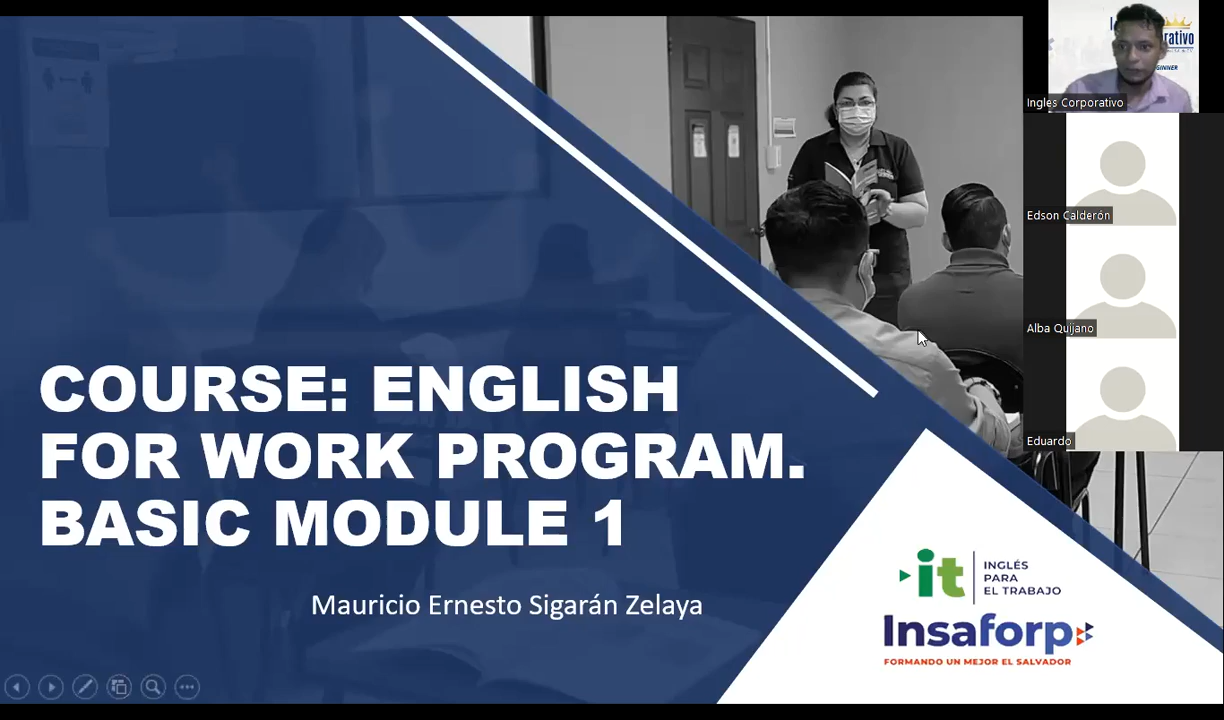 COURSE: ENGLISH
FOR WORK PROGRAM.
BASIC MODULE 1
Mauricio Ernesto Sigarán Zelaya
it
INGLÉS
PARA
EL TRABAJO
Insaforp
FORMANDO UN MEJOR EL SALVADOR
Ingles Corporativo
Edson Calderón
Alba Quijano
Eduardo